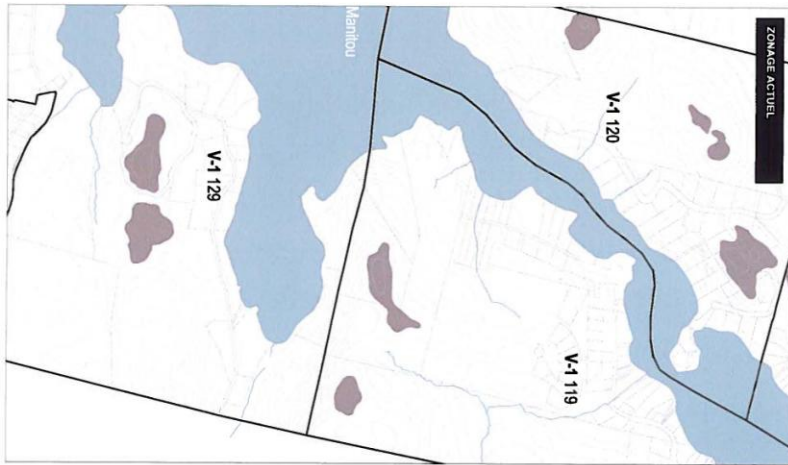 ZONAGE ACTUEL
V-1 120
V-1 119
Manitou
V-1 129